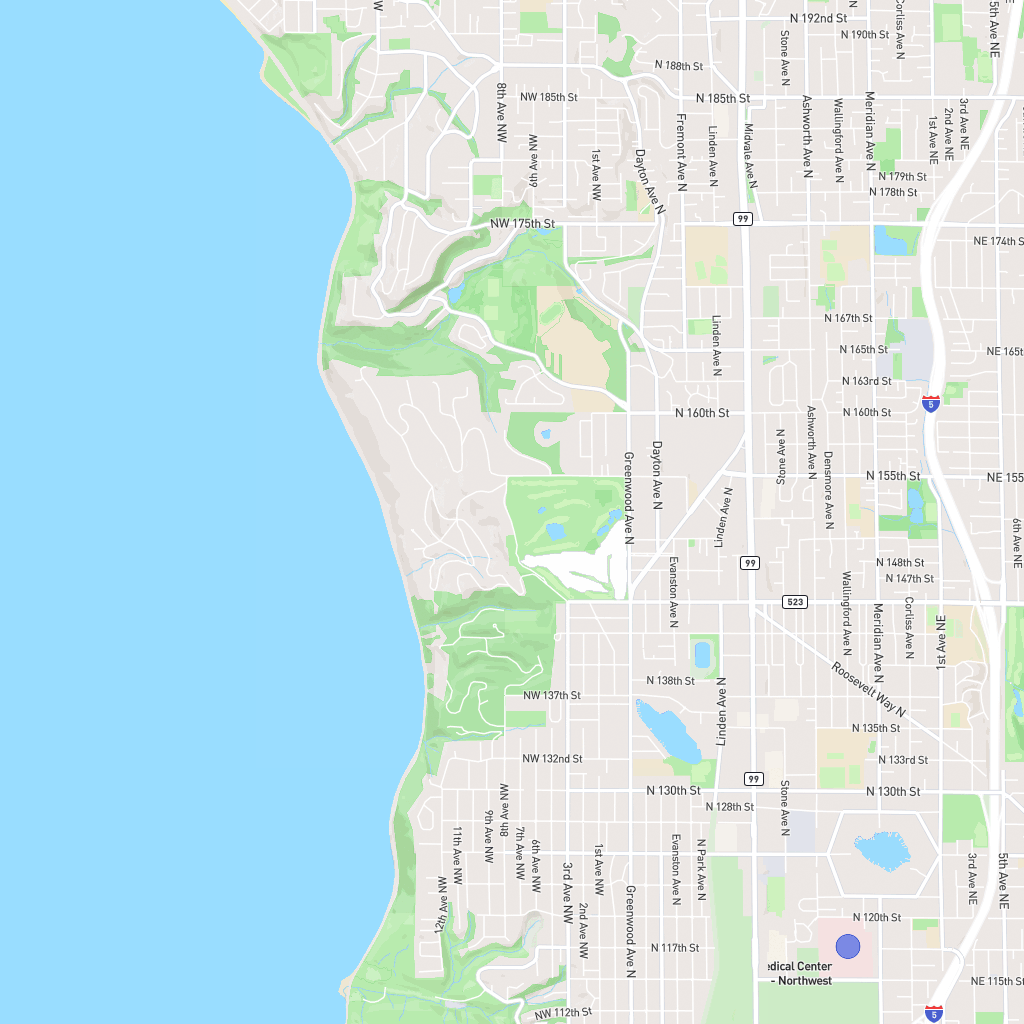 N 192nd St
5th Ave NE
Corliss Ave N
N 190th St
Stone Ave N
N 188th St
8th Ave NW
NW 185th St
N 185th St
Ashworth Ave N
Wallingford Ave N
Meridian Ave N
3rd Ave NE
2nd Ave NE
1st Ave NE
6th Ave NW
1st Ave NW
Dayton Ave N
Fremont Ave N
Linden Ave N
Midvale Ave N
N 179th St
N 178th St
NW 175th St
99
NE 174th S
N 167th St
Linden Ave N
N 165th St
NE 165t
N 163rd St
5
N 160th St
N 160th St
Ashworth Ave N
Stone Ave N
Greenwood Ave N
Dayton Ave N
Densmore Ave N
N 155th St
NE 155
Linden Ave N
6th Ave NE
99
N 148th St
N 147th St
Evanston Ave N
523
Wallingford Ave N
Meridian Ave N
Corliss Ave N
1st Ave NE
Roosevelt Way N
N 138th St
NW 137th St
Linden Ave N
N 135th St
NW 132nd St
N 133rd St
99
N 130th St
N 130th St
N 128th St
Stone Ave N
8th Ave NW
9th Ave NW
11th Ave NW
7th Ave NW
6th Ave NW
12th Ave NW
3rd Ave NW
1st Ave NW
2nd Ave NW
Greenwood Ave N
Evanston Ave N
N Park Ave N
3rd Ave NE
5th Ave NE
N 120th St
N 117th St
edical Center
- Northwest
NE 115th St
NW 112th St
5